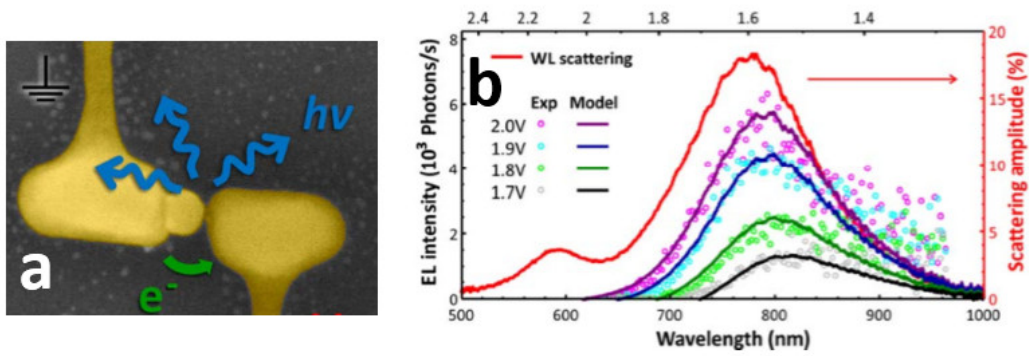 a
hν
e⁻
b
2.4 2.2 2 1.8 1.6 1.4
8
6
4
2
0
EL intensity (10³ Photons/s)
WL scattering
Exp Model
2.0V
1.9V
1.8V
1.7V
20
15
10
5
0
Scattering amplitude (%)
500 600 700 800 900 1000
Wavelength (nm)